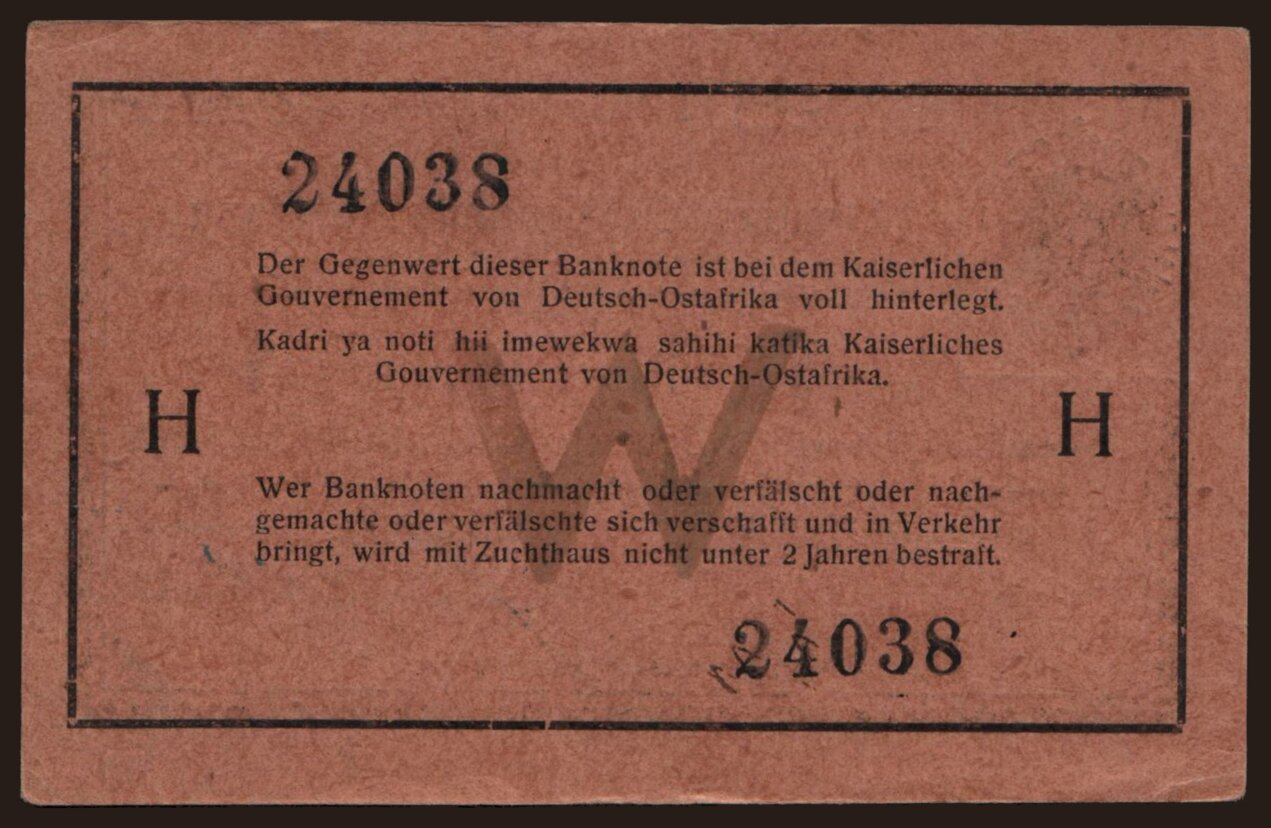 24038
Der Gegenwert dieser Banknote ist bei dem Kaiserlichen
Gouvernement von Deutsch-Ostafrika voll hinterlegt.
Kadri ya noti hii imewekwa sahihi katika Kaiserliches
Gouvernement von Deutsch-Ostafrika.
H H
W
Wer Banknoten nachmacht oder verfälscht oder nach-
gemachte oder verfälschte sich verschafft und in Verkehr
bringt, wird mit Zuchthaus nicht unter 2 Jahren bestraft.
24038